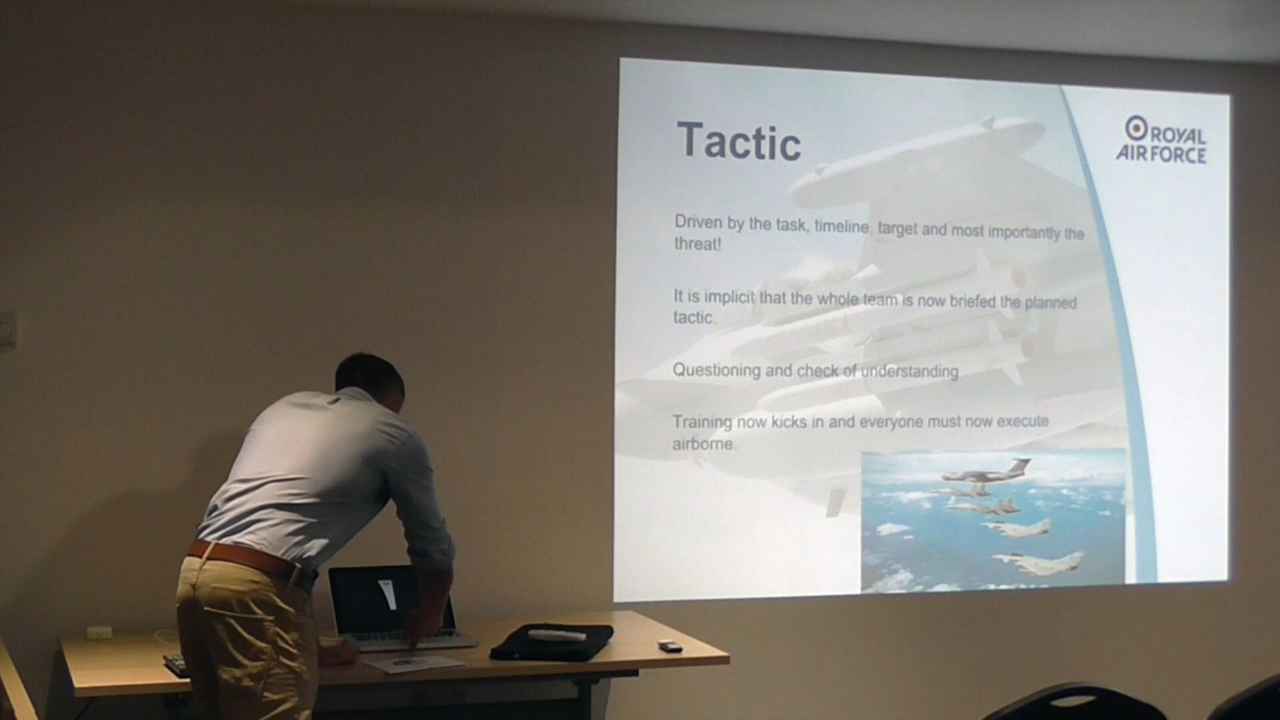 Tactic
ROYAL
AIR FORCE
Driven by the task, timeline, target and most importantly the
threat!
It is implicit that the whole team is now briefed the planned
tactic.
Questioning and check of understanding
Training now kicks in and everyone must now execute
airborne.